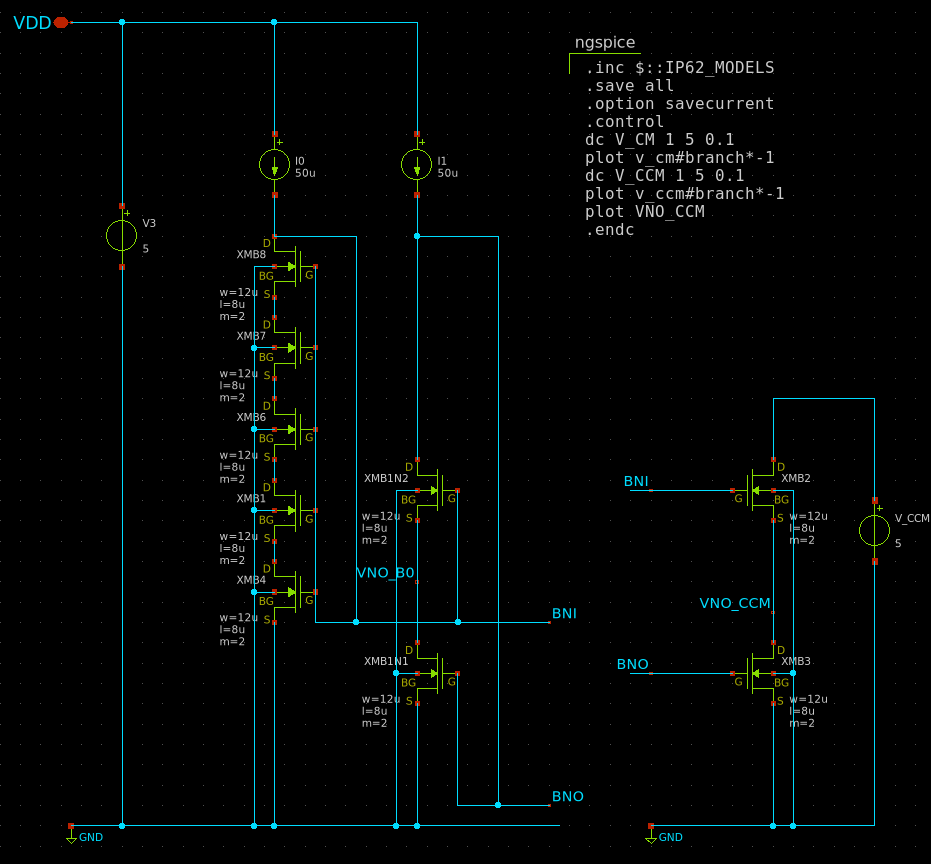 VDD
ngspice
.inc $::IP62_MODELS
.save all
.option savecurrent
.control
dc V_CM 1 5 0.1
plot v_cm#branch*-1
dc V_CCM 1 5 0.1
plot v_ccm#branch*-1
plot VNO_CCM
.endc
+
V3
5
+
I0
50u
+
I1
50u
D
XMB8
BG
G
S
w=12u
l=8u
m=2
D
XMB7
BG
G
S
w=12u
l=8u
m=2
D
XMB6
BG
G
S
w=12u
l=8u
m=2
D
XMB1
BG
G
S
w=12u
l=8u
m=2
D
XMB4
BG
G
S
w=12u
l=8u
m=2
D
XMB1N2
BG
G
S
w=12u
l=8u
m=2
VNO_B0
BNI
D
XMB1N1
BG
G
S
w=12u
l=8u
m=2
BNO
GND
BNI
D
XMB2
G
BG
S
w=12u
l=8u
m=2
+
V_CCM
5
VNO_CCM
BNO
D
XMB3
G
BG
S
w=12u
l=8u
m=2
GND